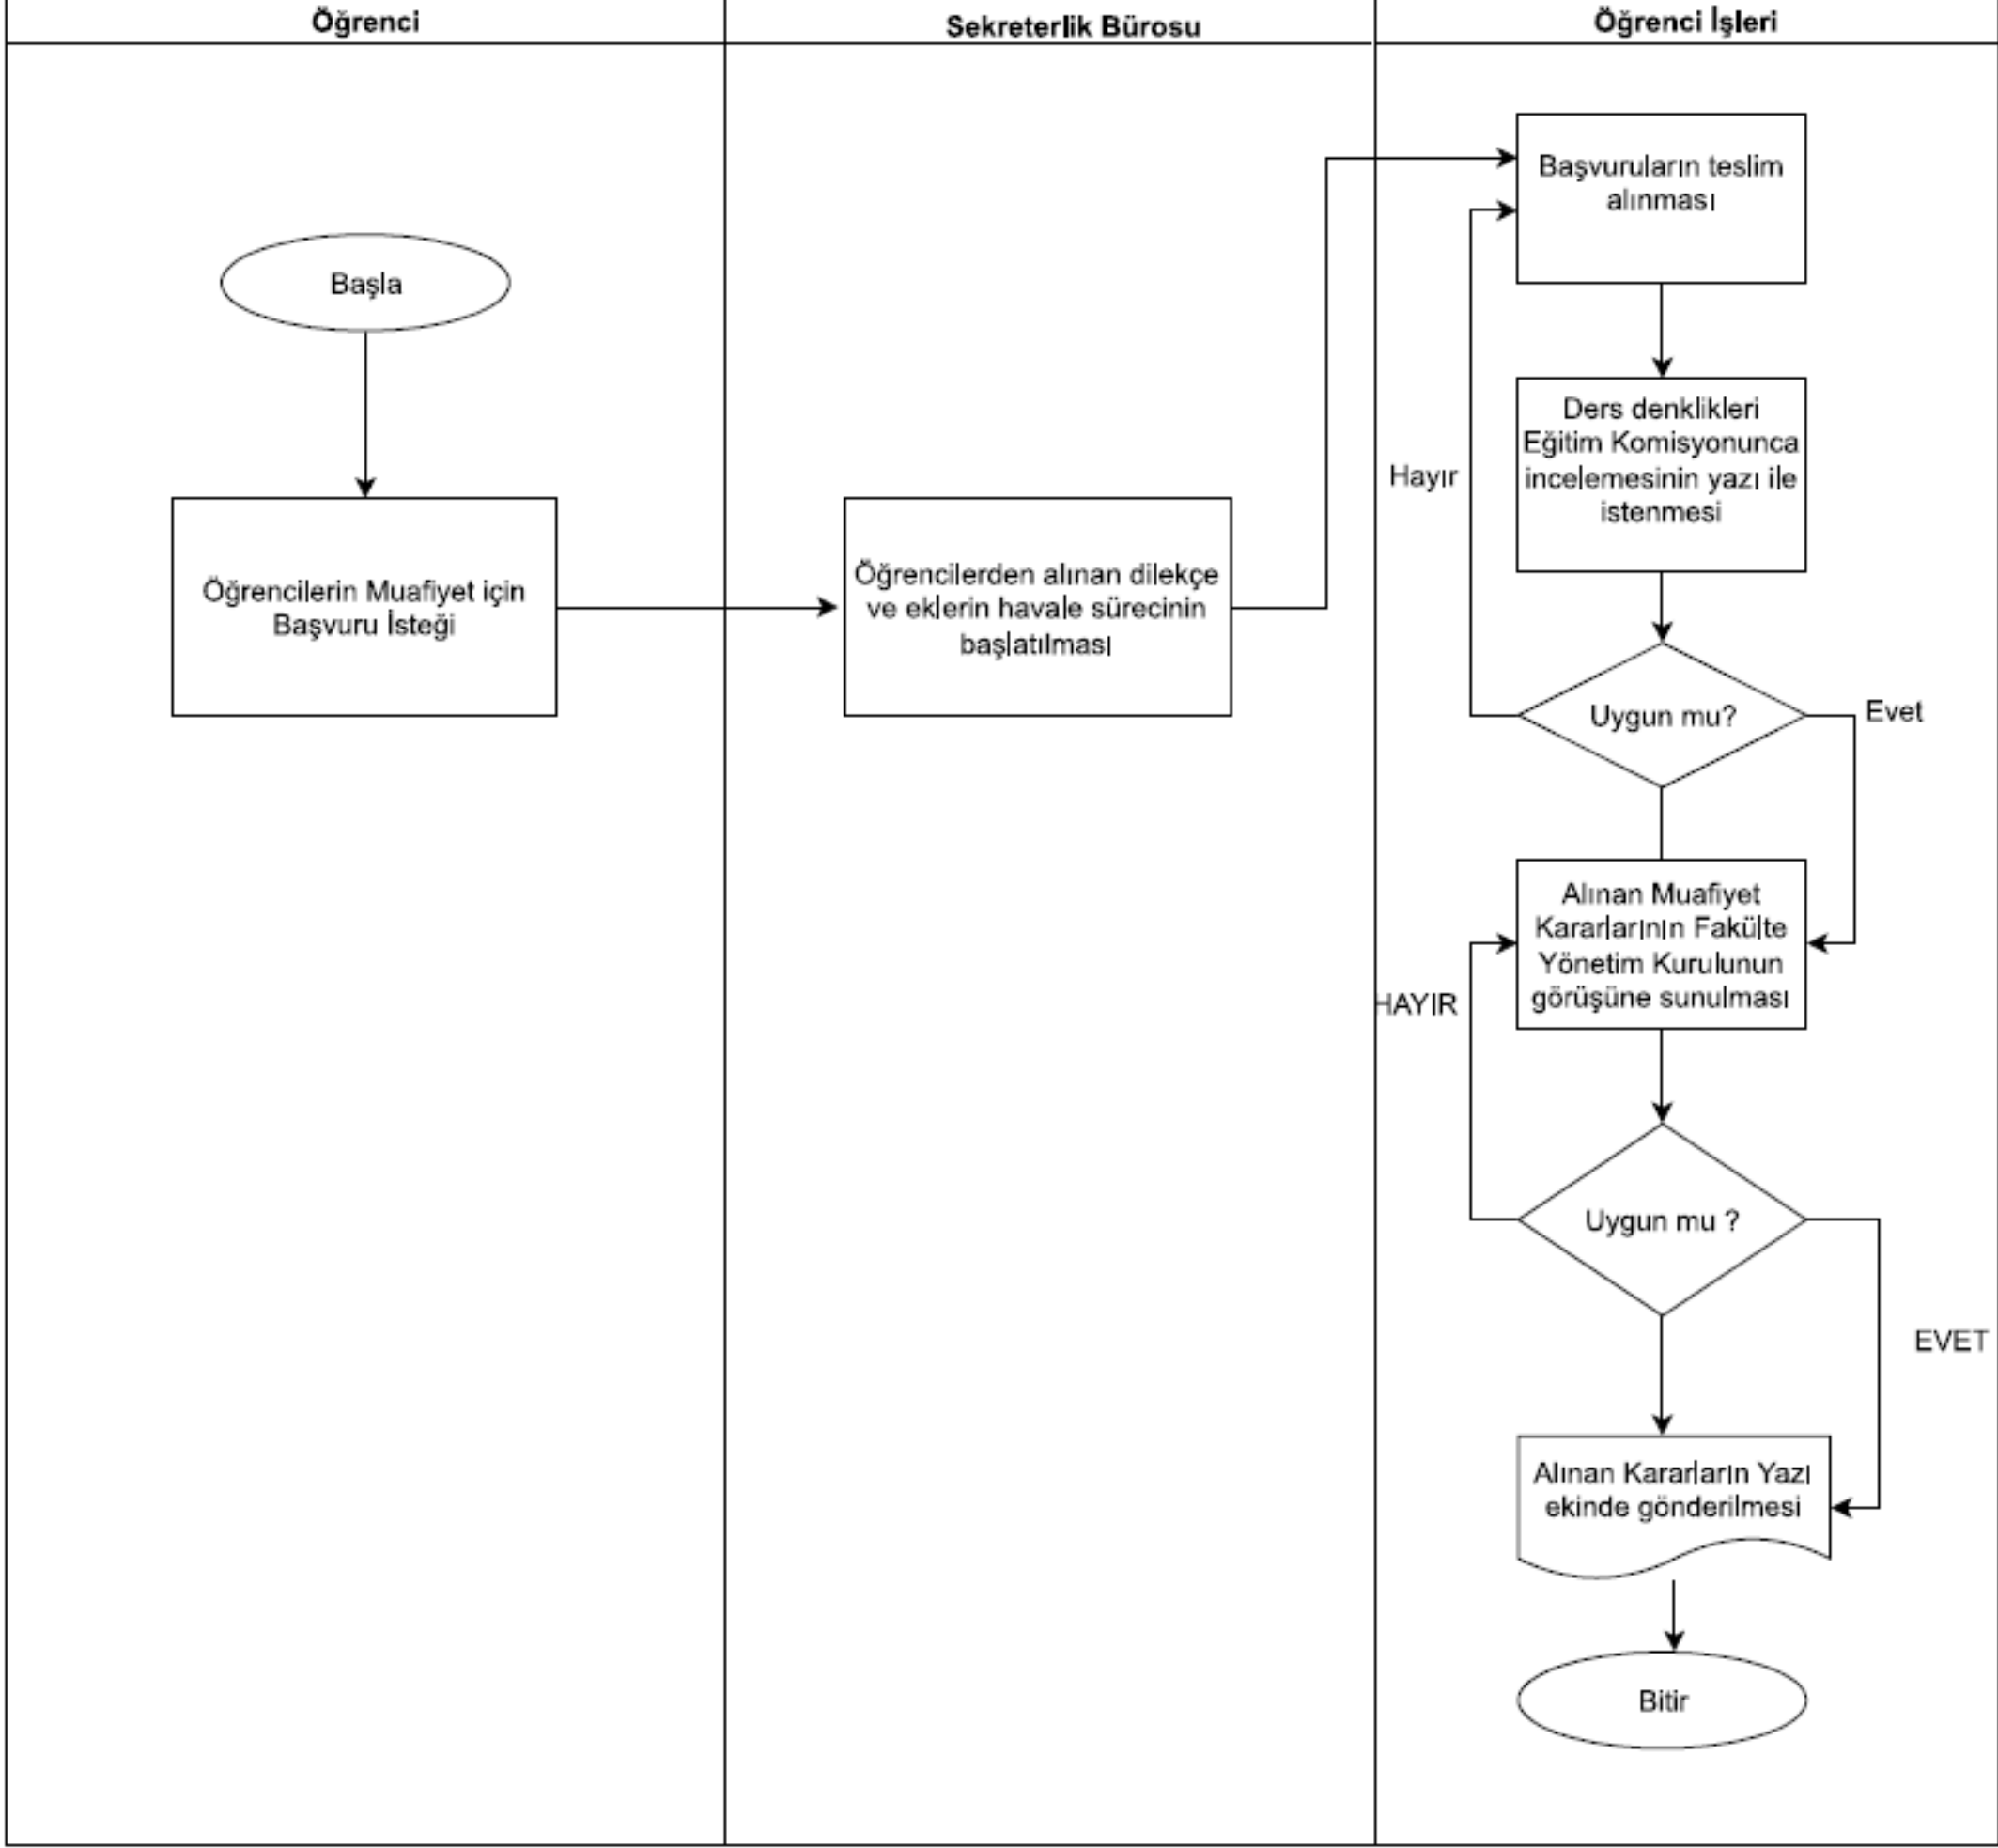 Öğrenci
Sekreterlik Bürosu
Öğrenci İşleri
Başla
Öğrencilerin Muafiyet için
Başvuru İsteği
Öğrencilerden alınan dilekçe
ve eklerin havale sürecinin
başlatılması
Başvuruların teslim
alınması
Ders denklikleri
Eğitim Komisyonunca
incelemesinin yazı ile
istenmesi
Hayır
Uygun mu?
Evet
Alınan Muafiyet
Kararlarının Fakülte
Yönetim Kurulunun
görüşüne sunulması
HAYIR
Uygun mu ?
EVET
Alınan Kararların Yazı
ekinde gönderilmesi
Bitir